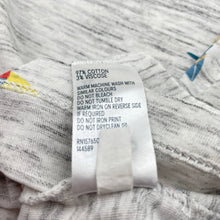 97% COTTON
3% VISCOSE
WARM MACHINE WASH WITH
SIMILAR COLOURS
DO NOT BLEACH
DO NOT TUMBLE DRY
WARM IRON ON REVERSE SIDE
IF REQUIRED
DO NOT IRON PRINT
DO NOT DRYCLEAN
RN157650
144589